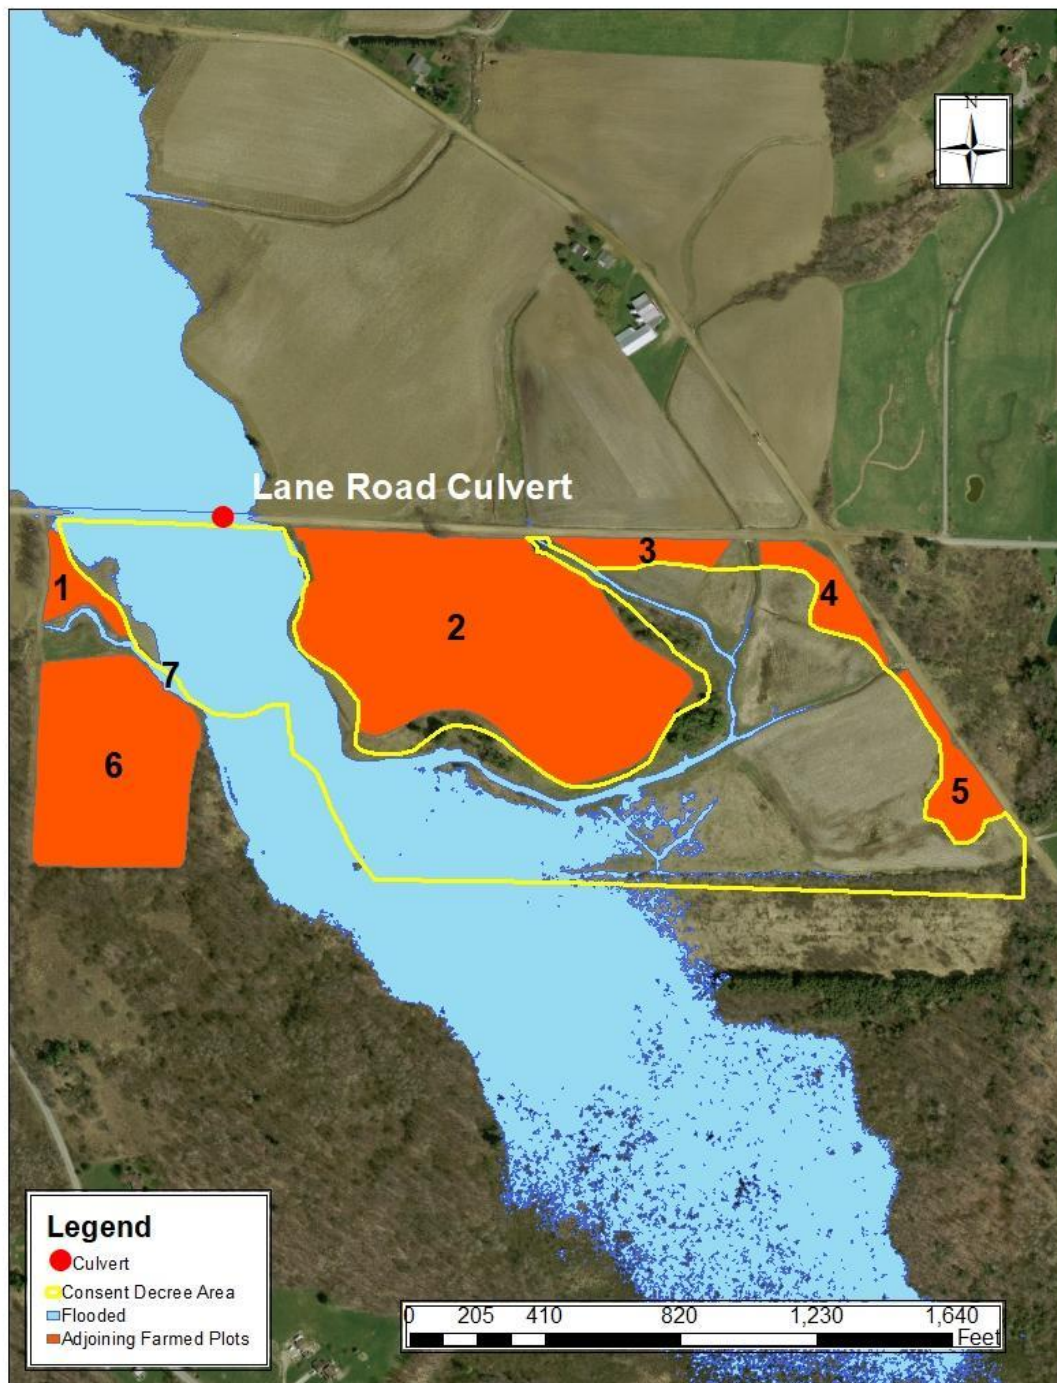 N
Lane Road Culvert
3
1
4
2
7
6
5
Legend
Culvert
Consent Decree Area
Flooded
Adjoining Farmed Plots
0 205 410 820 1,230 1,640
Feet